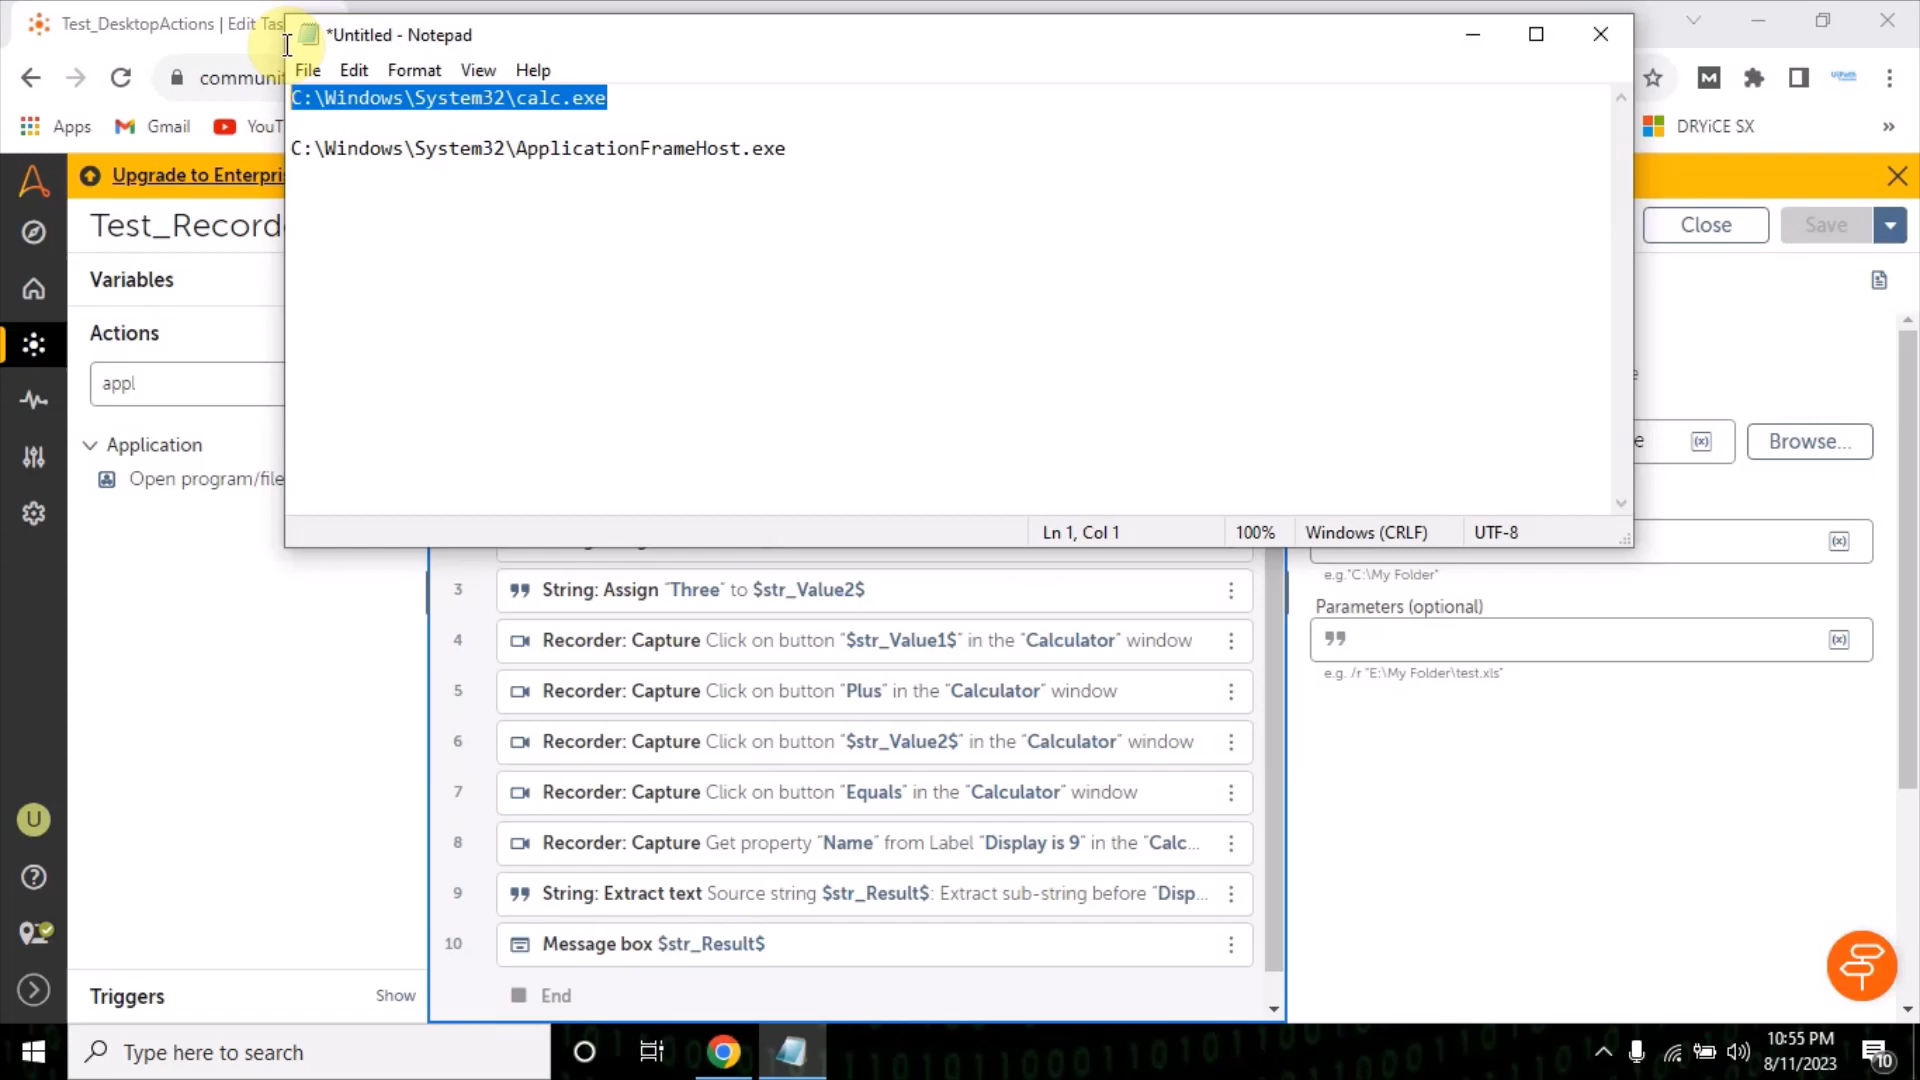 Test_DesktopActions | Edit Tas
*Untitled - Notepad
communi
File Edit Format View Help
C:\Windows\System32\calc.exe
C:\Windows\System32\ApplicationFrameHost.exe
Apps Gmail YouT
DRYiCE SX »
Upgrade to Enterpri
Test_Record
Close Save
Variables
Actions
appl
Application
Open program/file
e
e Browse...
Ln 1, Col 1 100% Windows (CRLF) UTF-8
e.g."C:\My Folder"
Parameters (optional)
e.g. /r "E:\My Folder\test.xls"
3 String: Assign "Three" to $str_Value2$
4 Recorder: Capture Click on button "$str_Value1$" in the "Calculator" window
5 Recorder: Capture Click on button "Plus" in the "Calculator" window
6 Recorder: Capture Click on button "$str_Value2$" in the "Calculator" window
7 Recorder: Capture Click on button "Equals" in the "Calculator" window
8 Recorder: Capture Get property "Name" from Label "Display is 9" in the "Calc...
9 String: Extract text Source string $str_Result$: Extract sub-string before "Disp...
10 Message box $str_Result$
End
U
Triggers Show
Type here to search
10:55 PM
8/11/2023
10